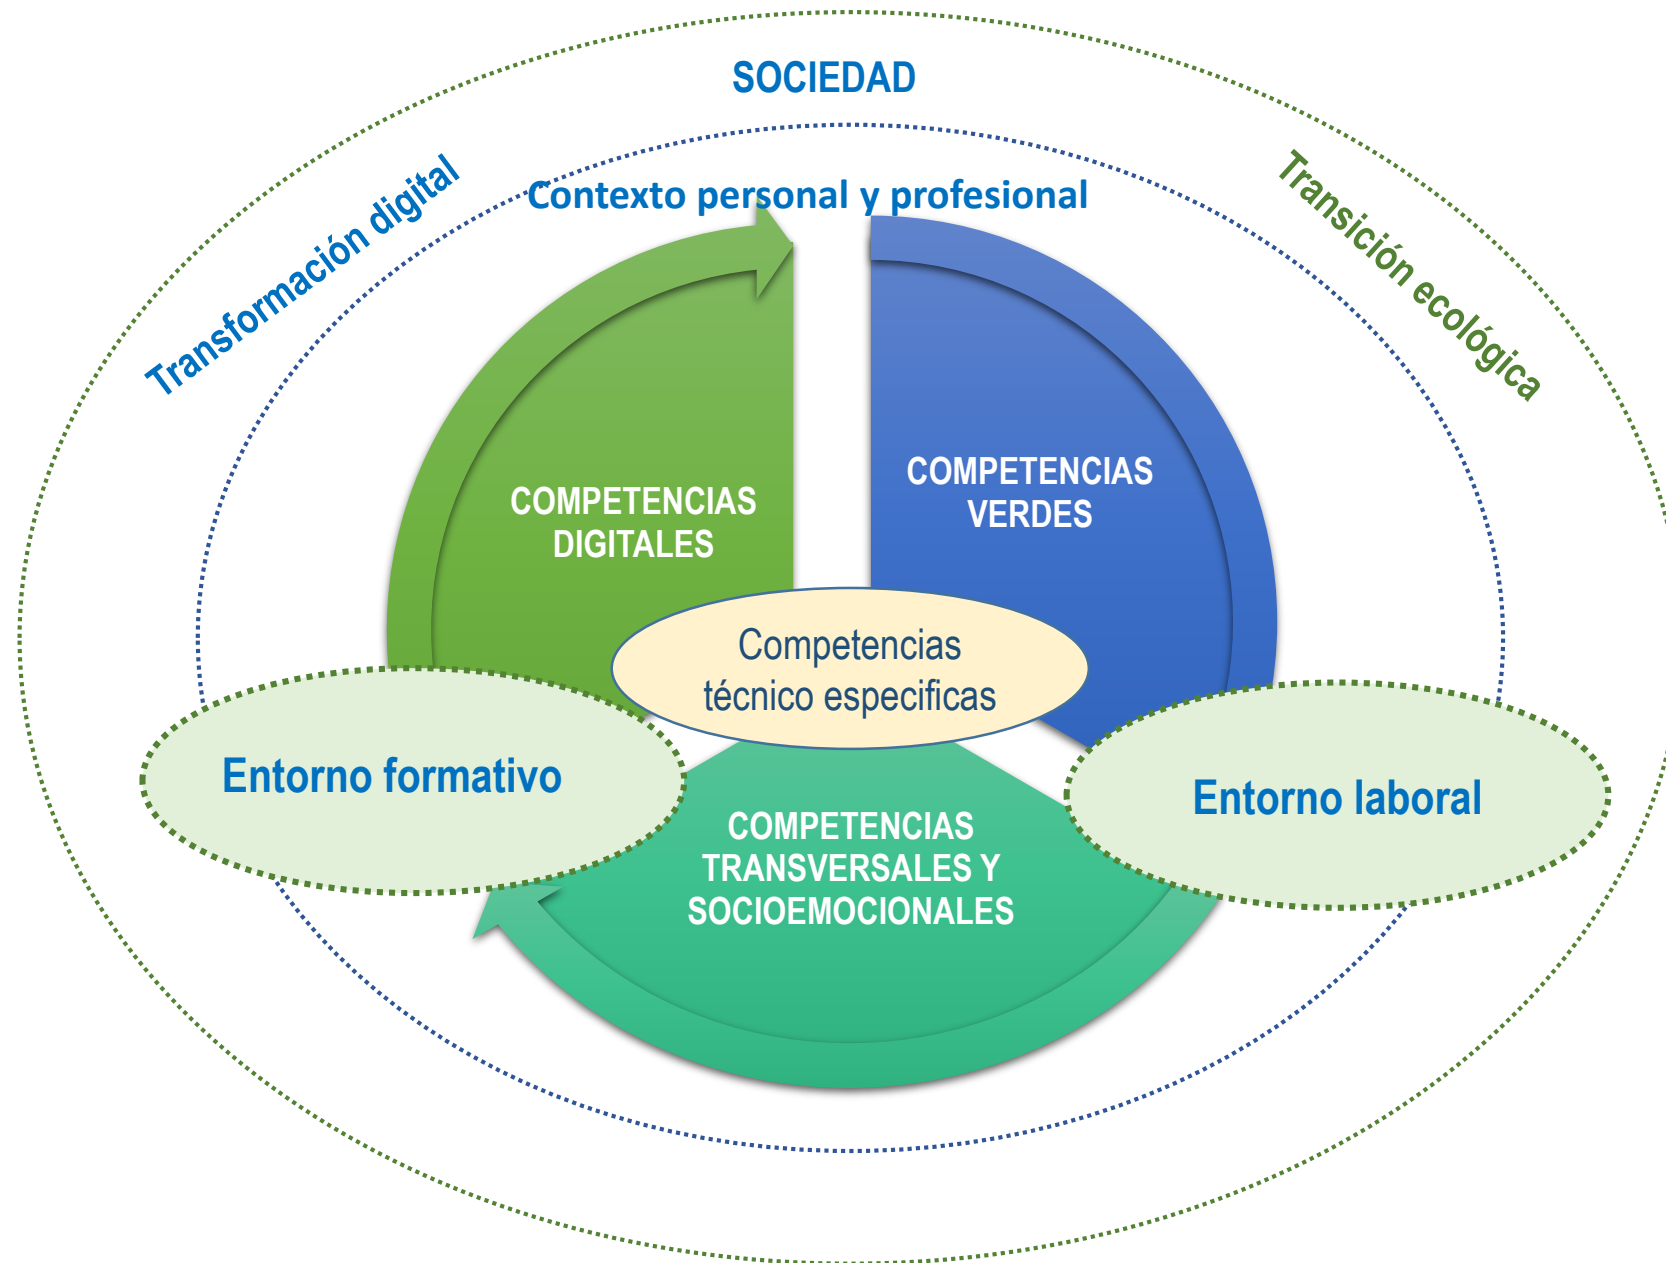 SOCIEDAD
Transformación digital
Contexto personal y profesional
Transición ecológica
COMPETENCIAS
DIGITALES
COMPETENCIAS
VERDES
Competencias
técnico especificas
Entorno formativo
Entorno laboral
COMPETENCIAS
TRANSVERSALES Y
SOCIOEMOCIONALES